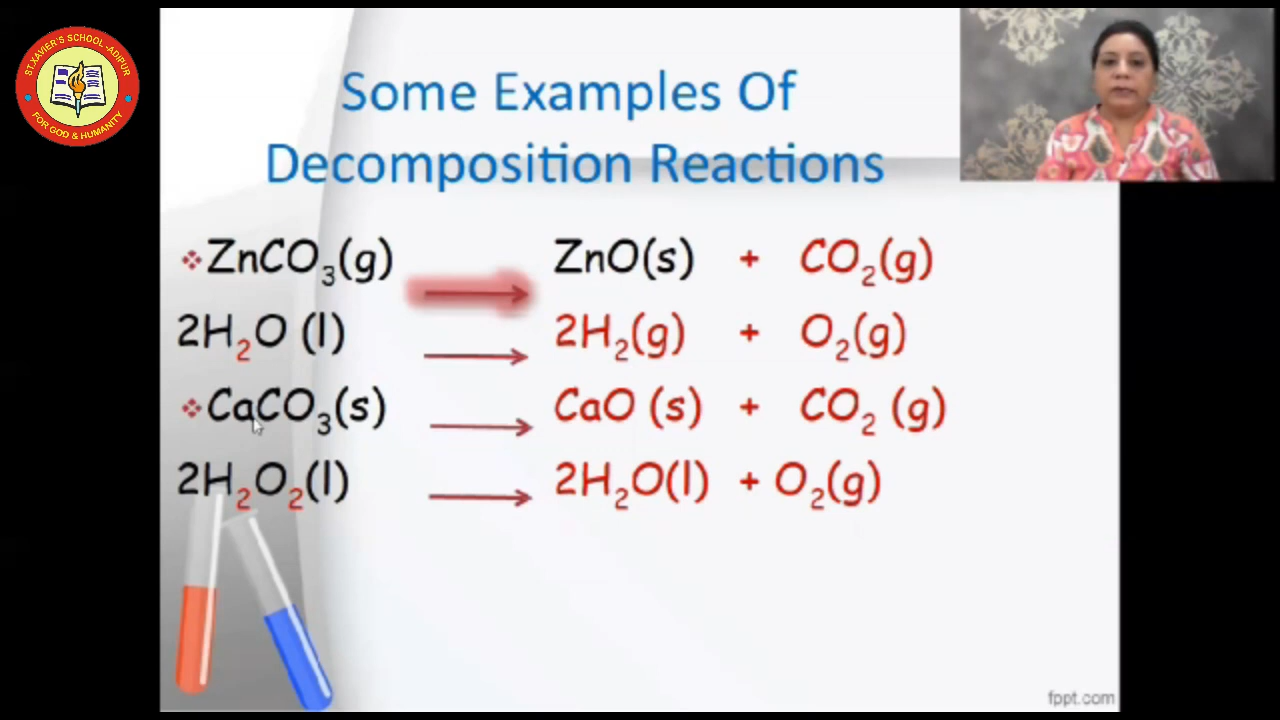 ST.XAVIER'S SCHOOL-ADIPUR
FOR GOD & HUMANITY
Some Examples Of
Decomposition Reactions
❖ZnCO₃(g) → ZnO(s) + CO₂(g)
2H₂O (l) → 2H₂(g) + O₂(g)
❖CaCO₃(s) → CaO (s) + CO₂ (g)
2H₂O₂(l) → 2H₂O(l) + O₂(g)
fppt.com